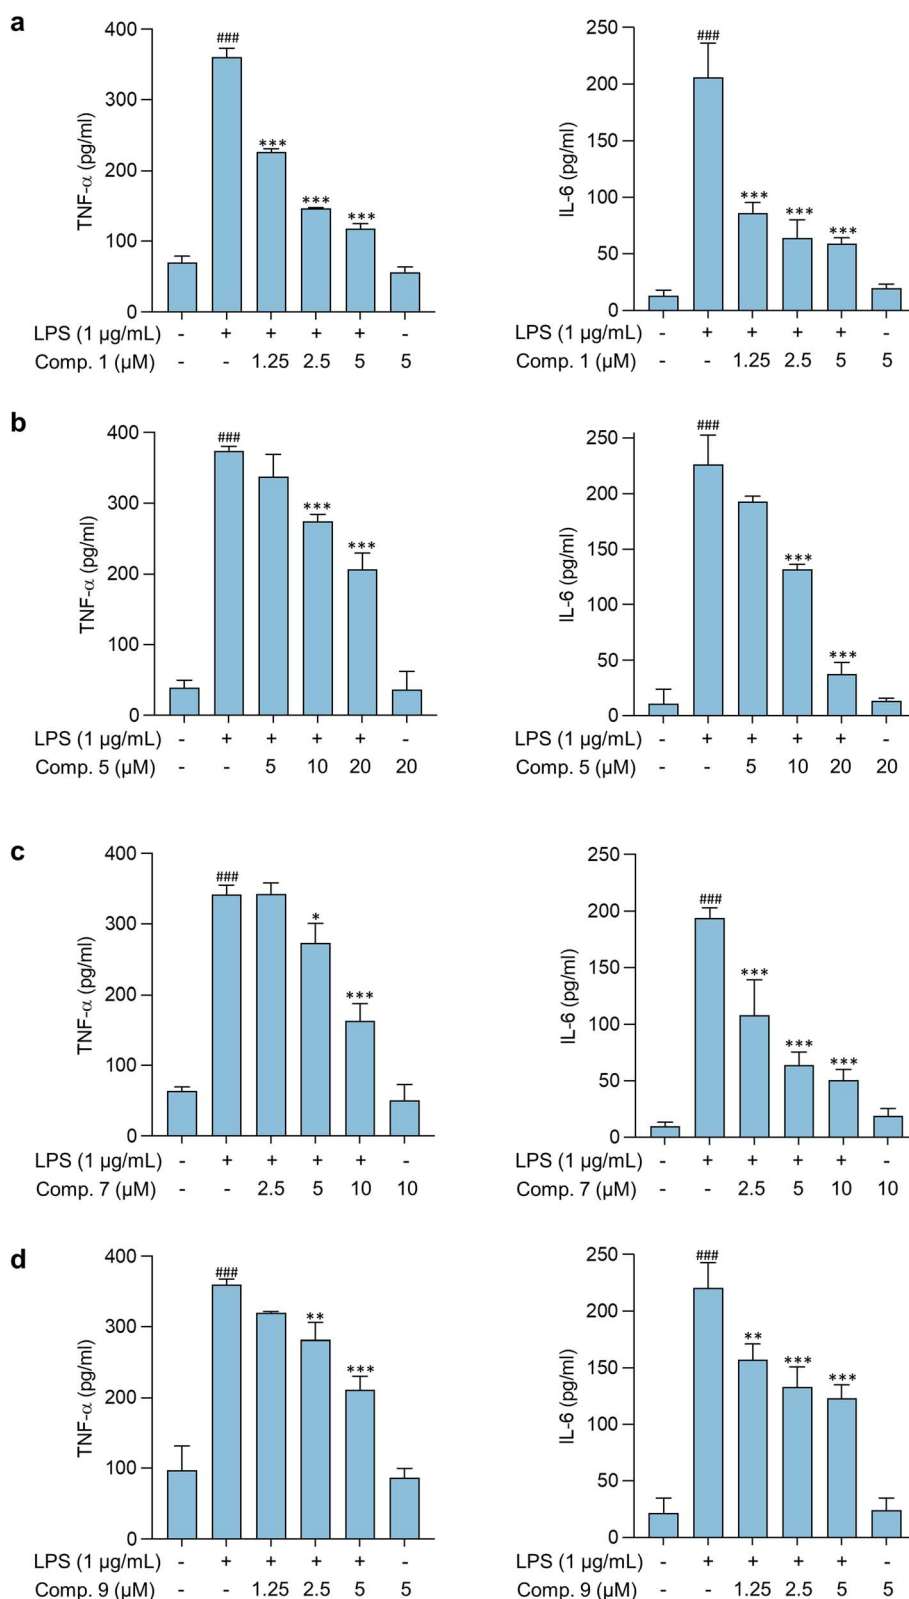 a
TNF-α (pg/ml)
400
300
200
100
0
###
***
***
***
LPS (1 µg/mL) - + + + + -
Comp. 1 (µM) - - 1.25 2.5 5 5
IL-6 (pg/ml)
250
200
150
100
50
0
###
***
***
***
LPS (1 µg/mL) - + + + + -
Comp. 1 (µM) - - 1.25 2.5 5 5
b
TNF-α (pg/ml)
400
300
200
100
0
###
***
***
LPS (1 µg/mL) - + + + + -
Comp. 5 (µM) - - 5 10 20 20
IL-6 (pg/ml)
250
200
150
100
50
0
###
***
***
LPS (1 µg/mL) - + + + + -
Comp. 5 (µM) - - 5 10 20 20
c
TNF-α (pg/ml)
400
300
200
100
0
###
*
***
LPS (1 µg/mL) - + + + + -
Comp. 7 (µM) - - 2.5 5 10 10
IL-6 (pg/ml)
250
200
150
100
50
0
###
***
***
***
LPS (1 µg/mL) - + + + + -
Comp. 7 (µM) - - 2.5 5 10 10
d
TNF-α (pg/ml)
400
300
200
100
0
###
**
***
LPS (1 µg/mL) - + + + + -
Comp. 9 (µM) - - 1.25 2.5 5 5
IL-6 (pg/ml)
250
200
150
100
50
0
###
**
***
***
LPS (1 µg/mL) - + + + + -
Comp. 9 (µM) - - 1.25 2.5 5 5